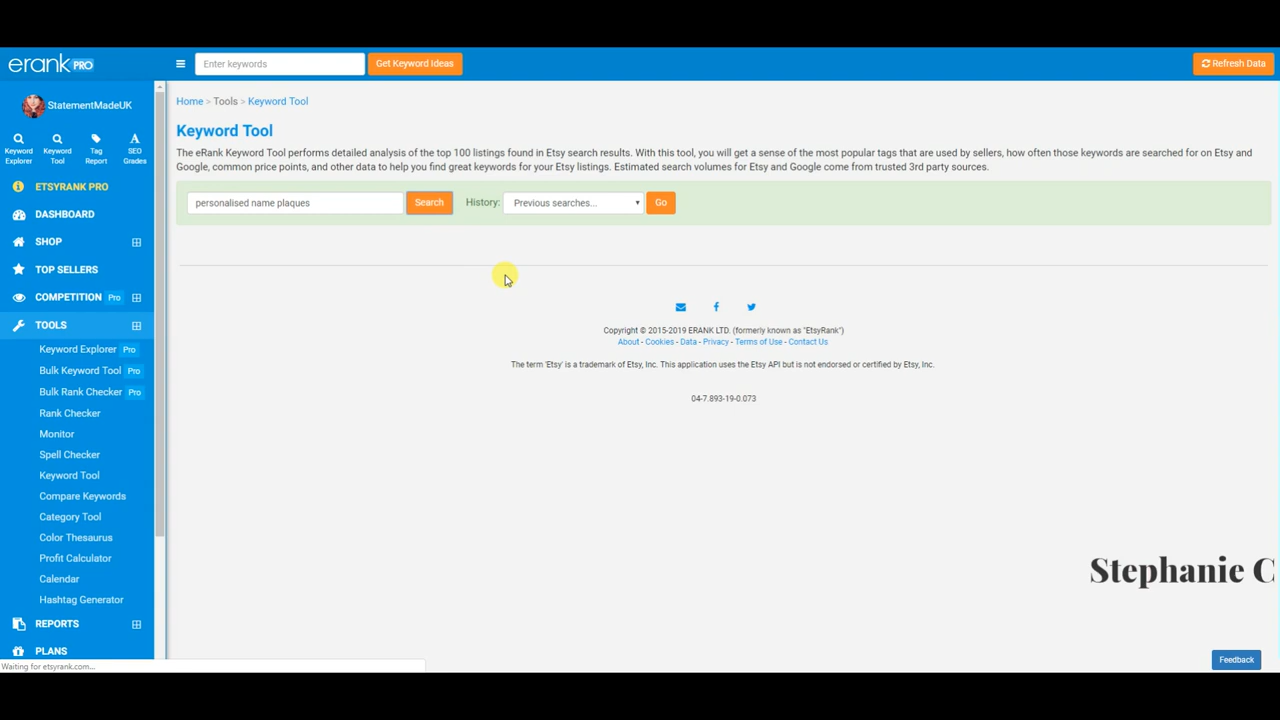 erank PRO
Enter keywords
Get Keyword Ideas
Refresh Data
StatementMadeUK
Keyword Explorer
Keyword Tool
Tag Report
SEO Grades
ETSYRANK PRO
DASHBOARD
SHOP
TOP SELLERS
COMPETITION Pro
TOOLS
Keyword Explorer Pro
Bulk Keyword Tool Pro
Bulk Rank Checker Pro
Rank Checker
Monitor
Spell Checker
Keyword Tool
Compare Keywords
Category Tool
Color Thesaurus
Profit Calculator
Calendar
Hashtag Generator
REPORTS
PLANS
Waiting for etsyrank.com...
Home > Tools > Keyword Tool
Keyword Tool
The eRank Keyword Tool performs detailed analysis of the top 100 listings found in Etsy search results. With this tool, you will get a sense of the most popular tags that are used by sellers, how often those keywords are searched for on Etsy and
Google, common price points, and other data to help you find great keywords for your Etsy listings. Estimated search volumes for Etsy and Google come from trusted 3rd party sources.
personalised name plaques
Search
History:
Previous searches...
Go
Copyright © 2015-2019 ERANK LTD. (formerly known as "EtsyRank")
About - Cookies - Data - Privacy - Terms of Use - Contact Us
The term 'Etsy' is a trademark of Etsy, Inc. This application uses the Etsy API but is not endorsed or certified by Etsy, Inc.
04-7.893-19-0.073
Stephanie C
Feedback